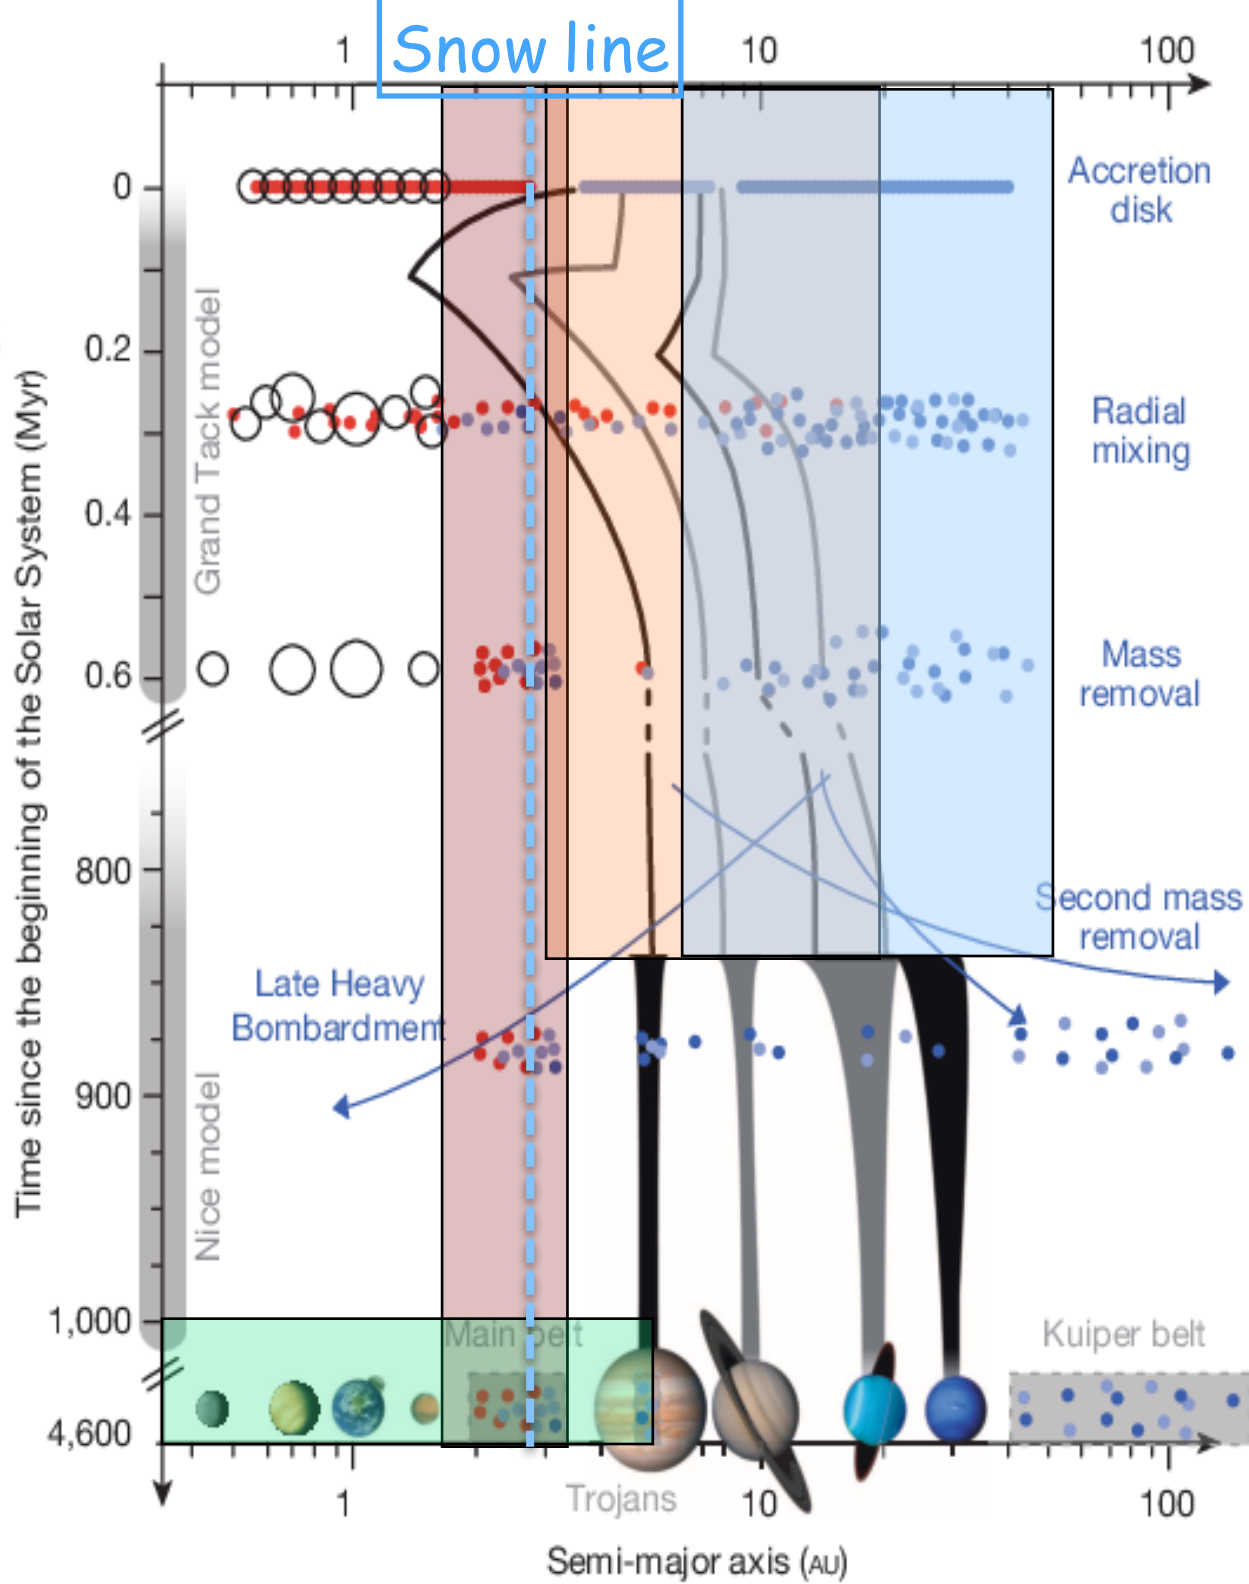 Snow line
1
10
100
0
Accretion
disk
0.2
Radial
mixing
0.4
Grand Tack model
Mass
removal
0.6
Time since the beginning of the Solar System (Myr)
800
Second mass
removal
Late Heavy
Bombardment
900
Nice model
1,000
Main belt
Kuiper belt
4,600
Trojans
1
10
100
Semi-major axis (AU)